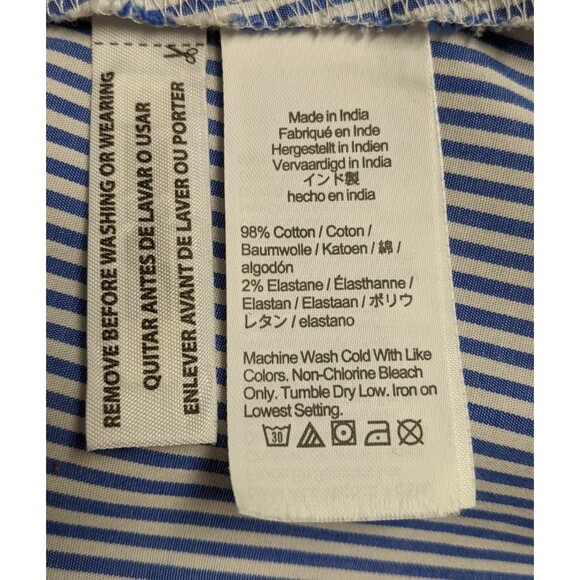 REMOVE BEFORE WASHING OR WEARING
QUITAR ANTES DE LAVAR O USAR
ENLEVER AVANT DE LAVER OU PORTER
Made in India
Fabriqué en Inde
Hergestellt in Indien
Vervaardigd in India
インド製
hecho en india
98% Cotton / Coton /
Baumwolle / Katoen / 綿 /
algodón
2% Elastane / Élasthanne /
Elastan / Elastaan / ポリウ
レタン / elastano
Machine Wash Cold With Like
Colors. Non-Chlorine Bleach
Only. Tumble Dry Low. Iron on
Lowest Setting.
30